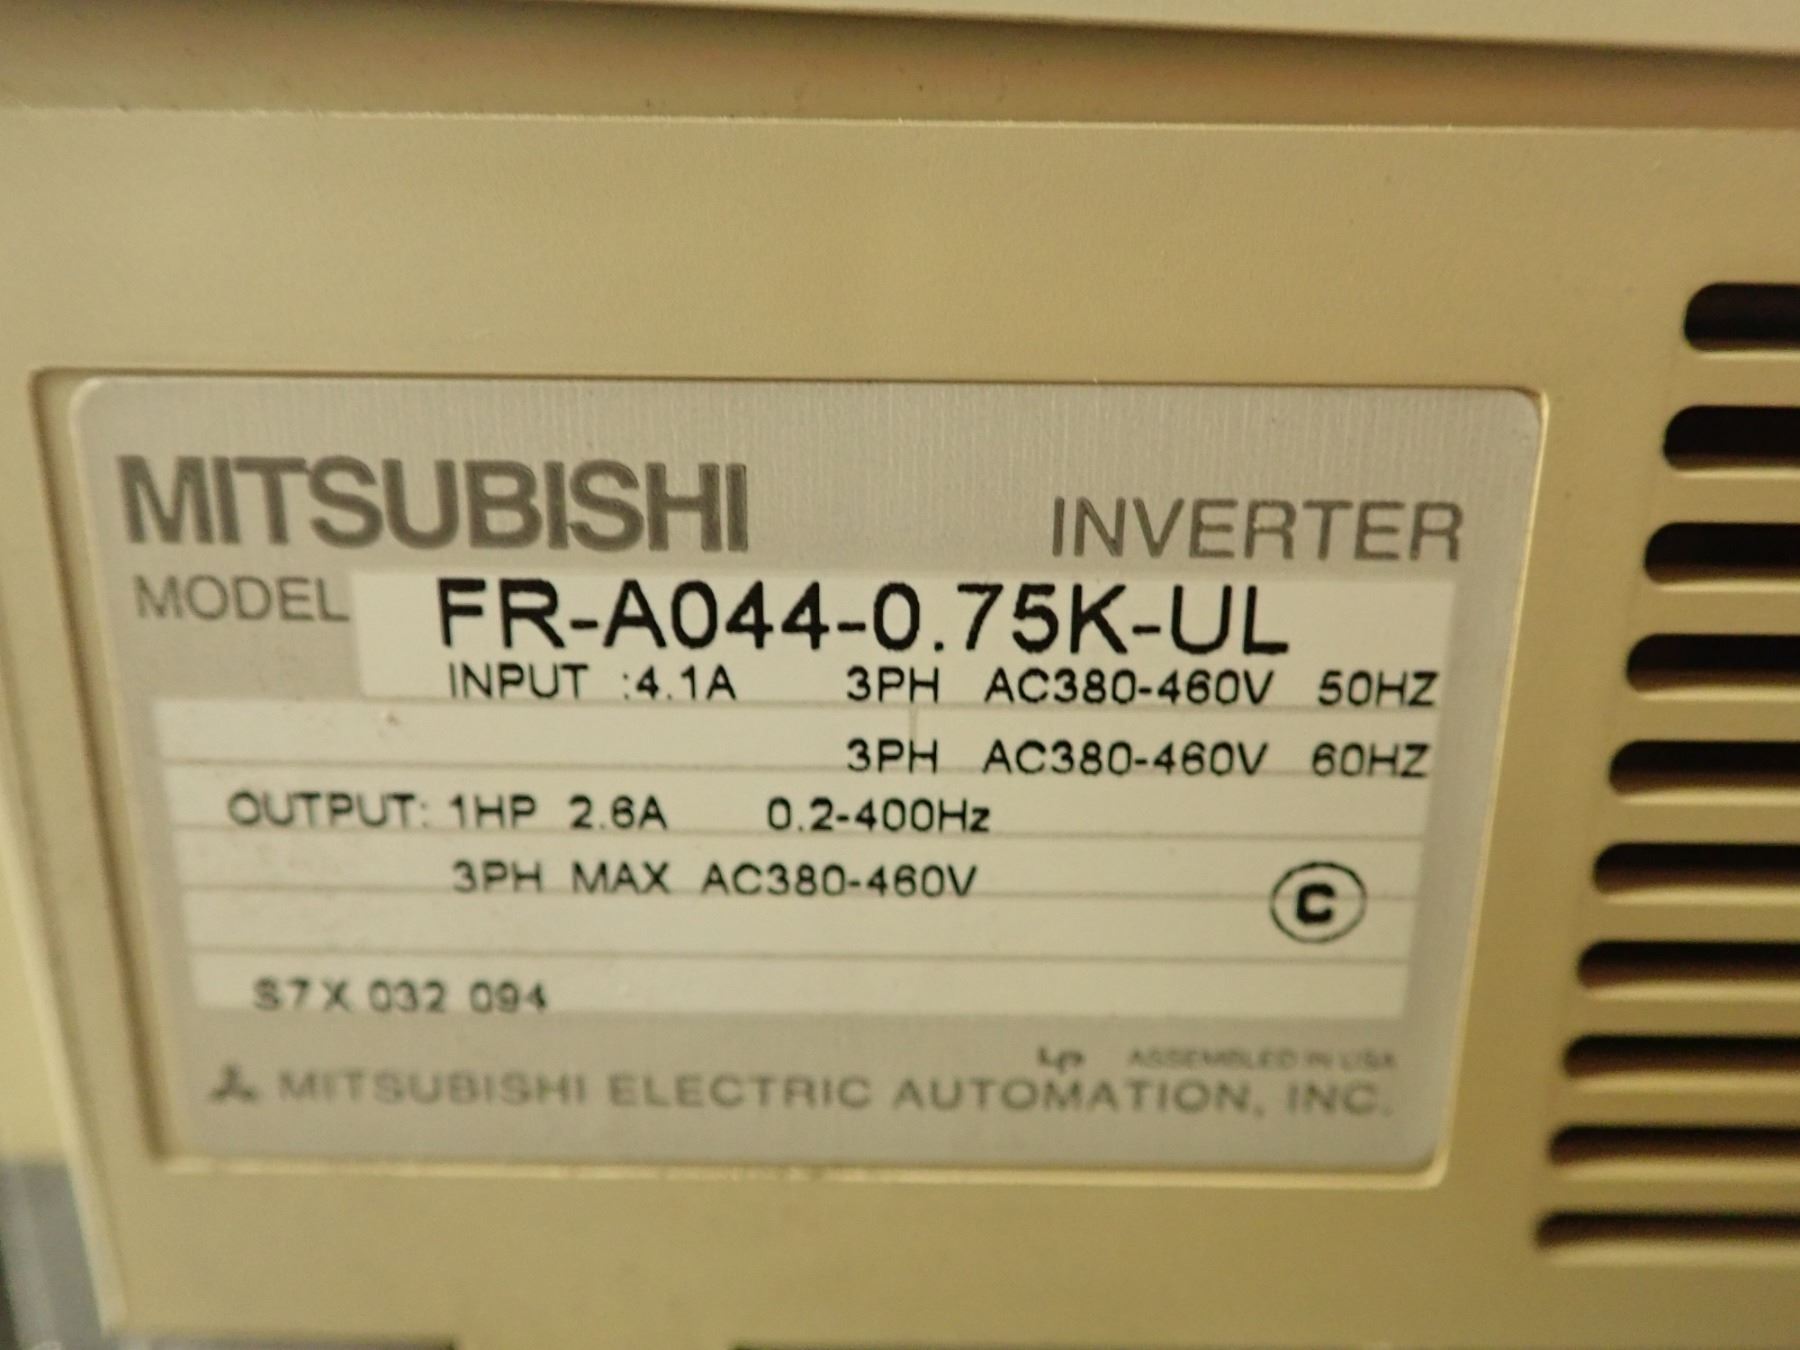 MITSUBISHI INVERTER
MODEL FR-A044-0.75K-UL
INPUT :4.1A 3PH AC380-460V 50HZ
3PH AC380-460V 60HZ
OUTPUT: 1HP 2.6A 0.2-400Hz
3PH MAX AC380-460V
C
S7X 032 094
Lp ASSEMBLED IN USA
MITSUBISHI ELECTRIC AUTOMATION, INC.